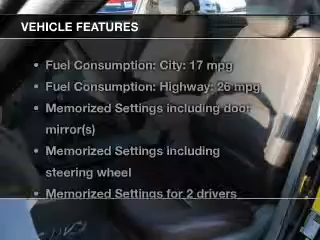 VEHICLE FEATURES
• Fuel Consumption: City: 17 mpg
• Fuel Consumption: Highway: 26 mpg
• Memorized Settings including door
mirror(s)
• Memorized Settings including
steering wheel
• Memorized Settings for 2 drivers